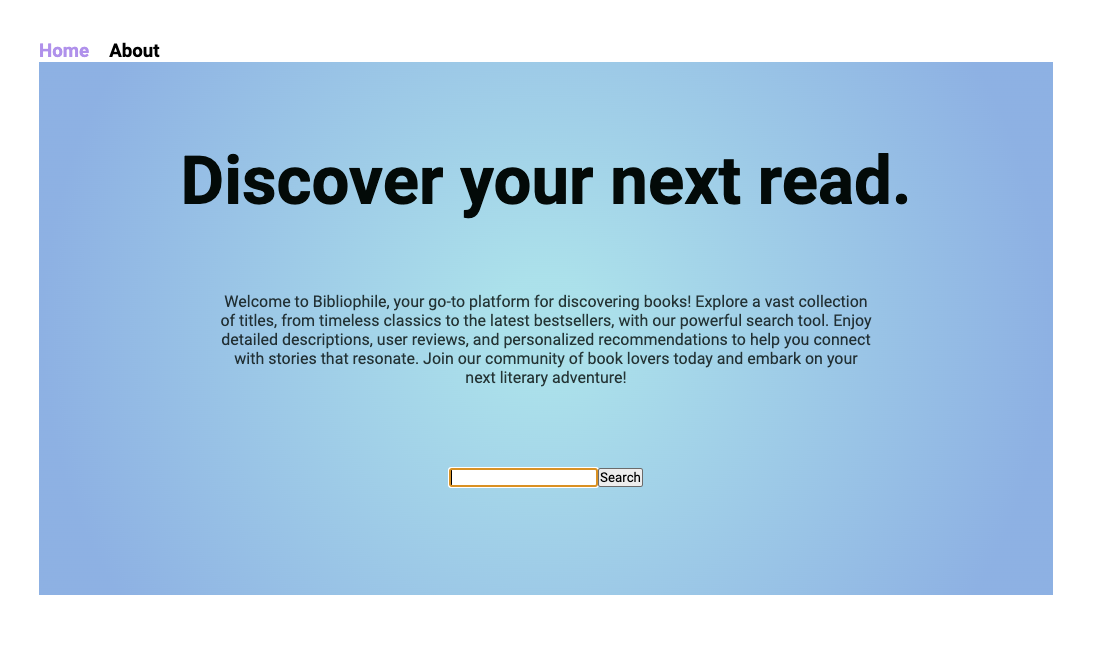 Home About
Discover your next read.
Welcome to Bibliophile, your go-to platform for discovering books! Explore a vast collection
of titles, from timeless classics to the latest bestsellers, with our powerful search tool. Enjoy
detailed descriptions, user reviews, and personalized recommendations to help you connect
with stories that resonate. Join our community of book lovers today and embark on your
next literary adventure!
Search